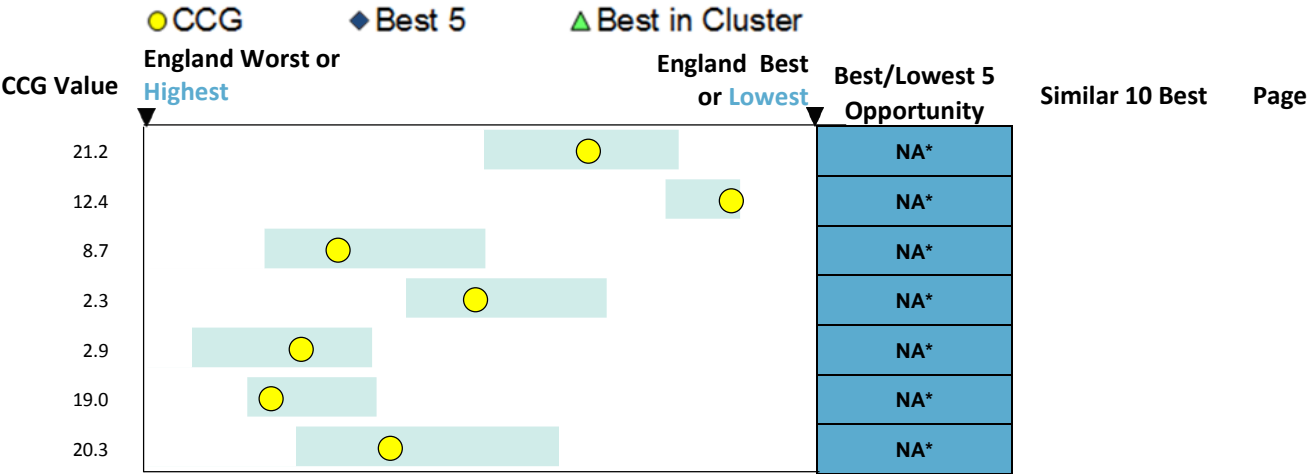 CCG Best 5 Best in Cluster
CCG Value
England Worst or
Highest
England Best
or Lowest
Best/Lowest 5
Opportunity
Similar 10 Best
Page
21.2 NA*
12.4 NA*
8.7 NA*
2.3 NA*
2.9 NA*
19.0 NA*
20.3 NA*